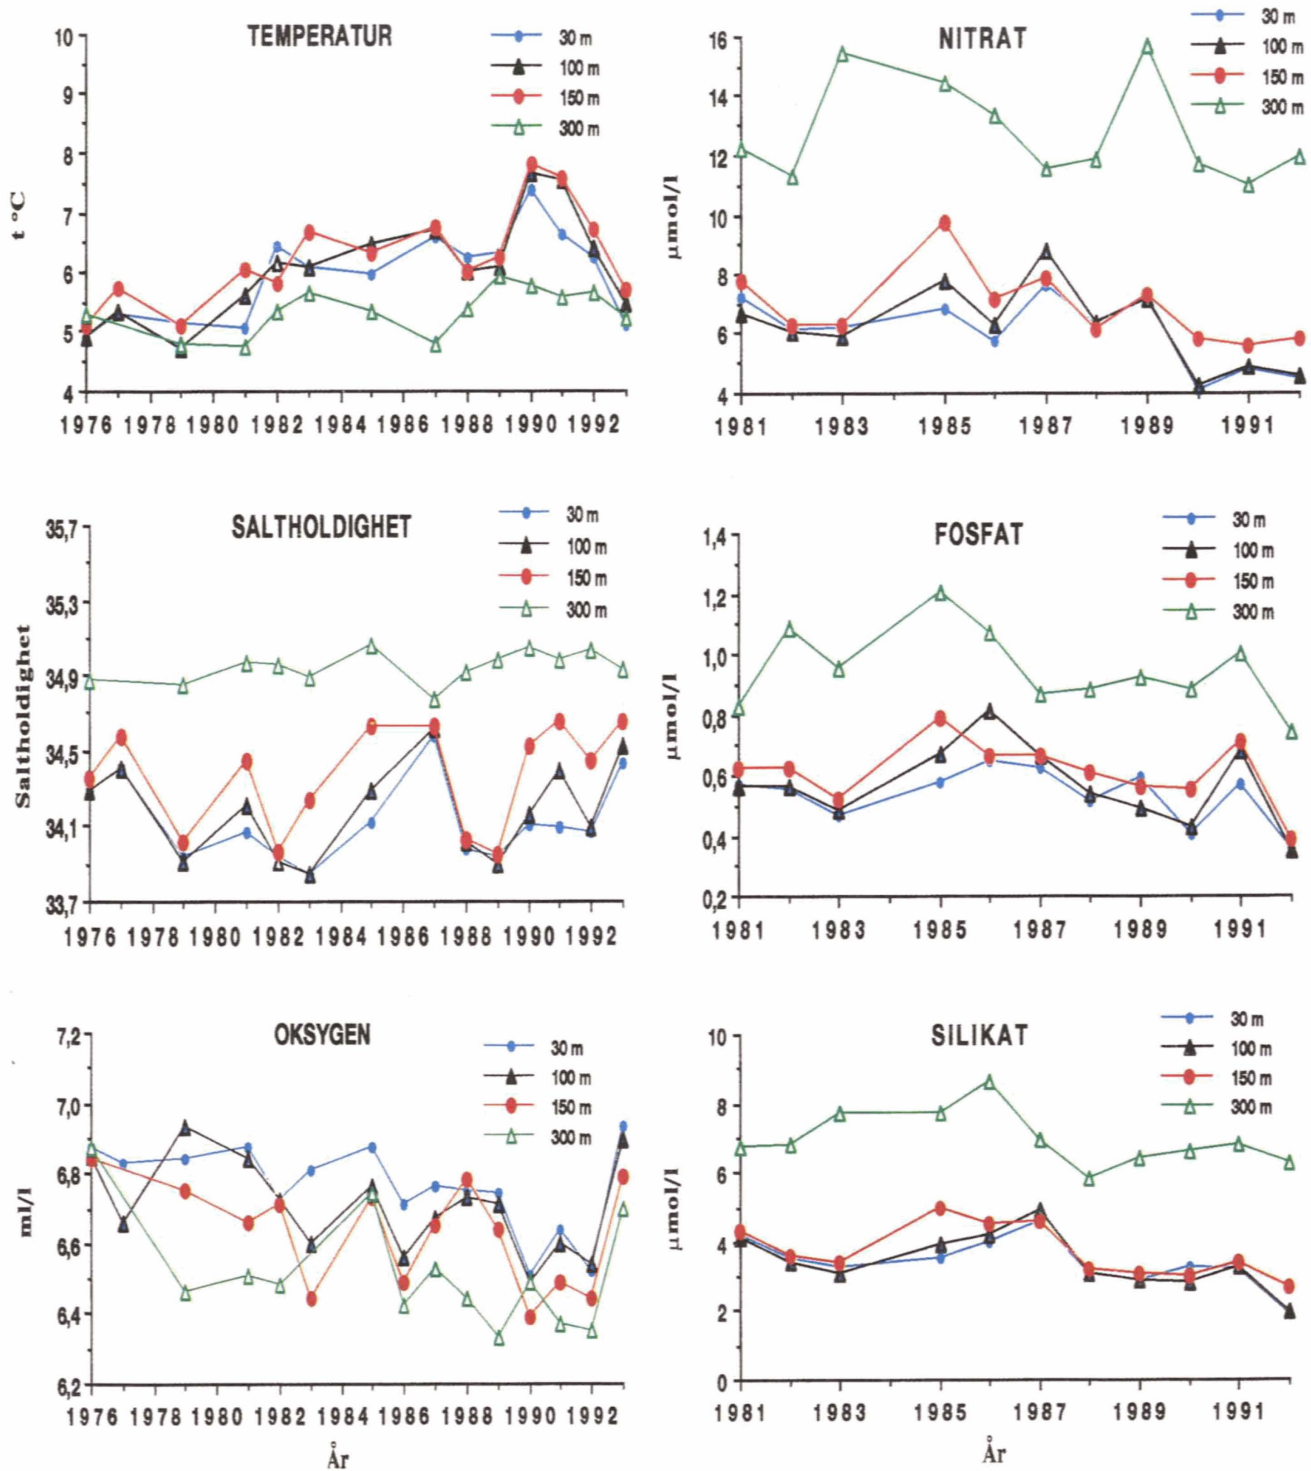 TEMPERATUR
30 m
100 m
150 m
300 m
t °C
10
9
8
7
6
5
4
1976 1978 1980 1982 1984 1986 1988 1990 1992
NITRAT
30 m
100 m
150 m
300 m
µmol/l
16
14
12
10
8
6
4
1981 1983 1985 1987 1989 1991
SALTHOLDIGHET
30 m
100 m
150 m
300 m
Saltholdighet
35,7
35,3
34,9
34,5
34,1
33,7
1976 1978 1980 1982 1984 1986 1988 1990 1992
FOSFAT
30 m
100 m
150 m
300 m
µmol/l
1,4
1,2
1,0
0,8
0,6
0,4
0,2
1981 1983 1985 1987 1989 1991
OKSYGEN
30 m
100 m
150 m
300 m
ml/l
7,2
7,0
6,8
6,6
6,4
6,2
1976 1978 1980 1982 1984 1986 1988 1990 1992
År
SILIKAT
30 m
100 m
150 m
300 m
µmol/l
10
8
6
4
2
0
1981 1983 1985 1987 1989 1991
År